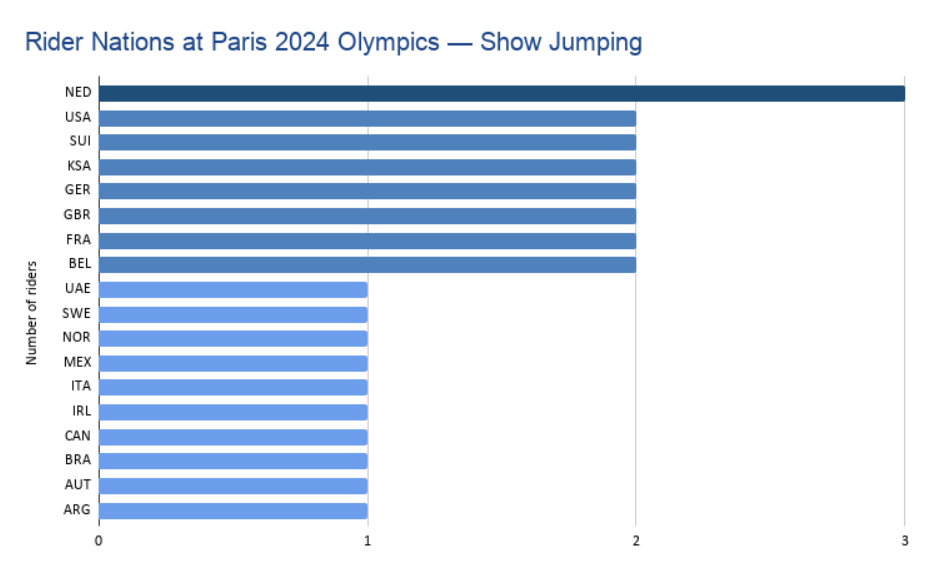 Rider Nations at Paris 2024 Olympics — Show Jumping
Number of riders
NED
USA
SUI
KSA
GER
GBR
FRA
BEL
UAE
SWE
NOR
MEX
ITA
IRL
CAN
BRA
AUT
ARG
0 1 2 3